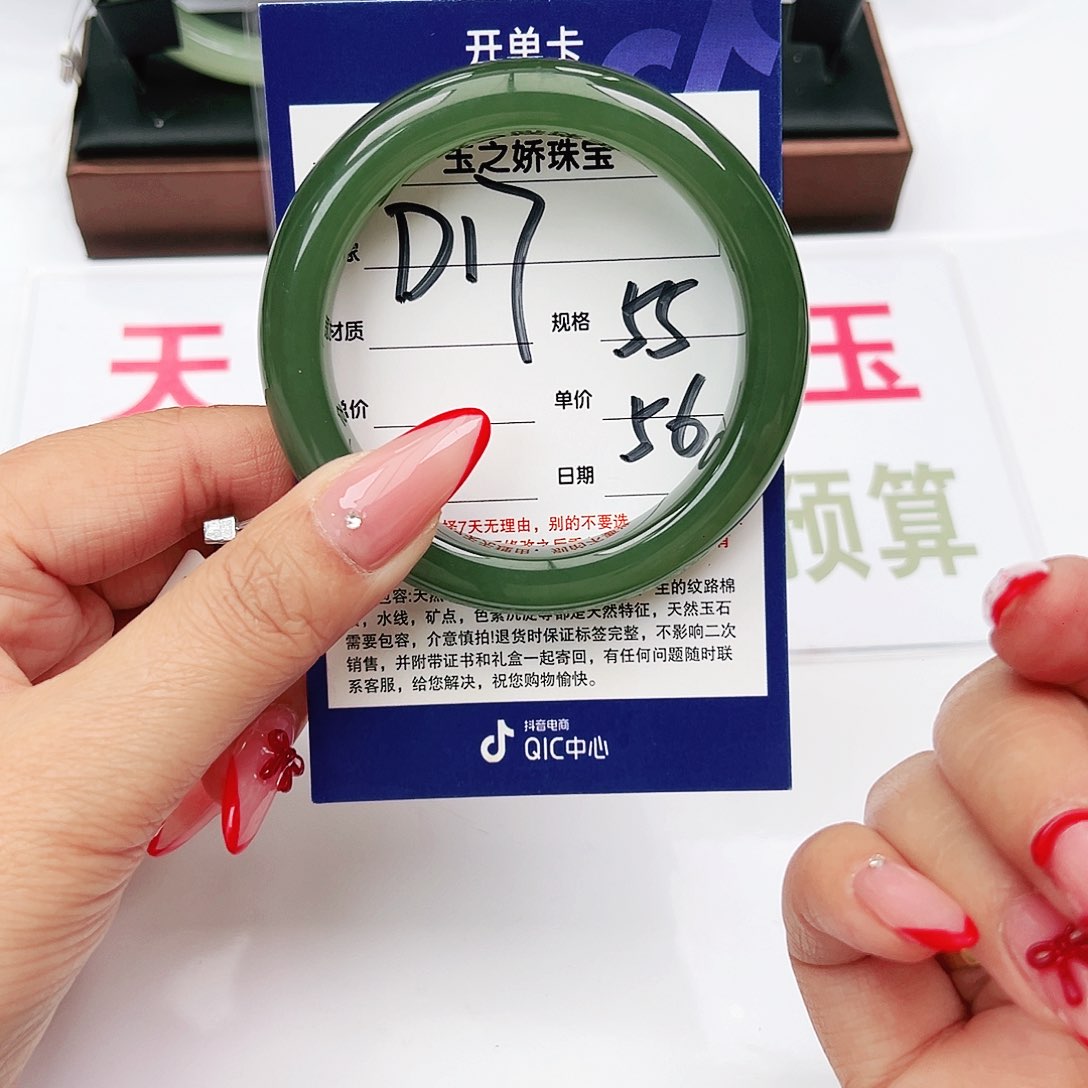 开单卡
玉之娇珠宝
家
D17
材质
规格 55
总价
单价 56
日期
天
玉
预算
择7天无理由，别的不要选
生的纹路棉
，水线，矿点，色素沉淀等都是天然特征，天然玉石
需要包容，介意慎拍!退货时保证标签完整，不影响二次
销售，并附带证书和礼盒一起寄回，有任何问题随时联
系客服，给您解决，祝您购物愉快。
抖音电商
QIC中心